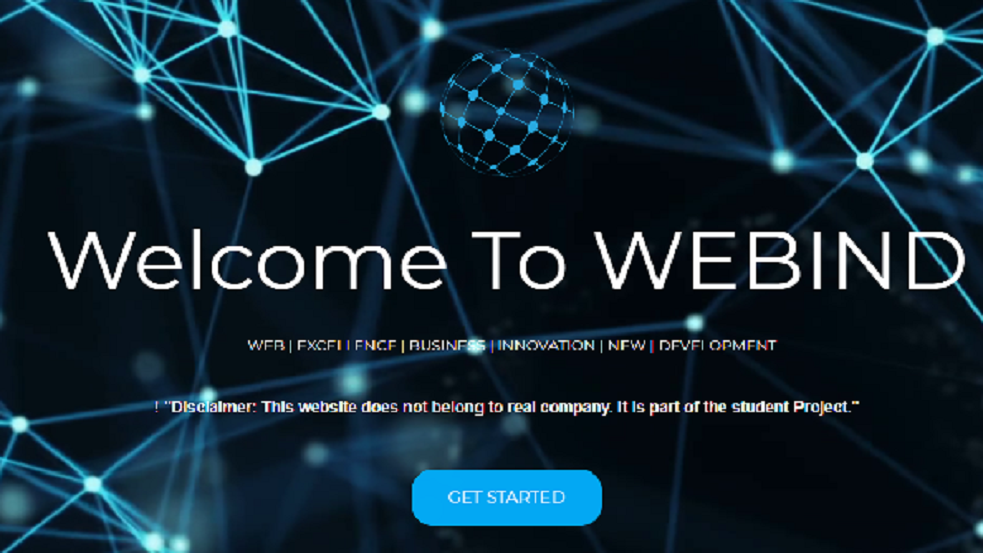 Welcome To WEBIND
WEB | EXCELLENCE | BUSINESS | INNOVATION | NEW | DEVELOPMENT
! "Disclaimer: This website does not belong to real company. It is part of the student Project."
GET STARTED